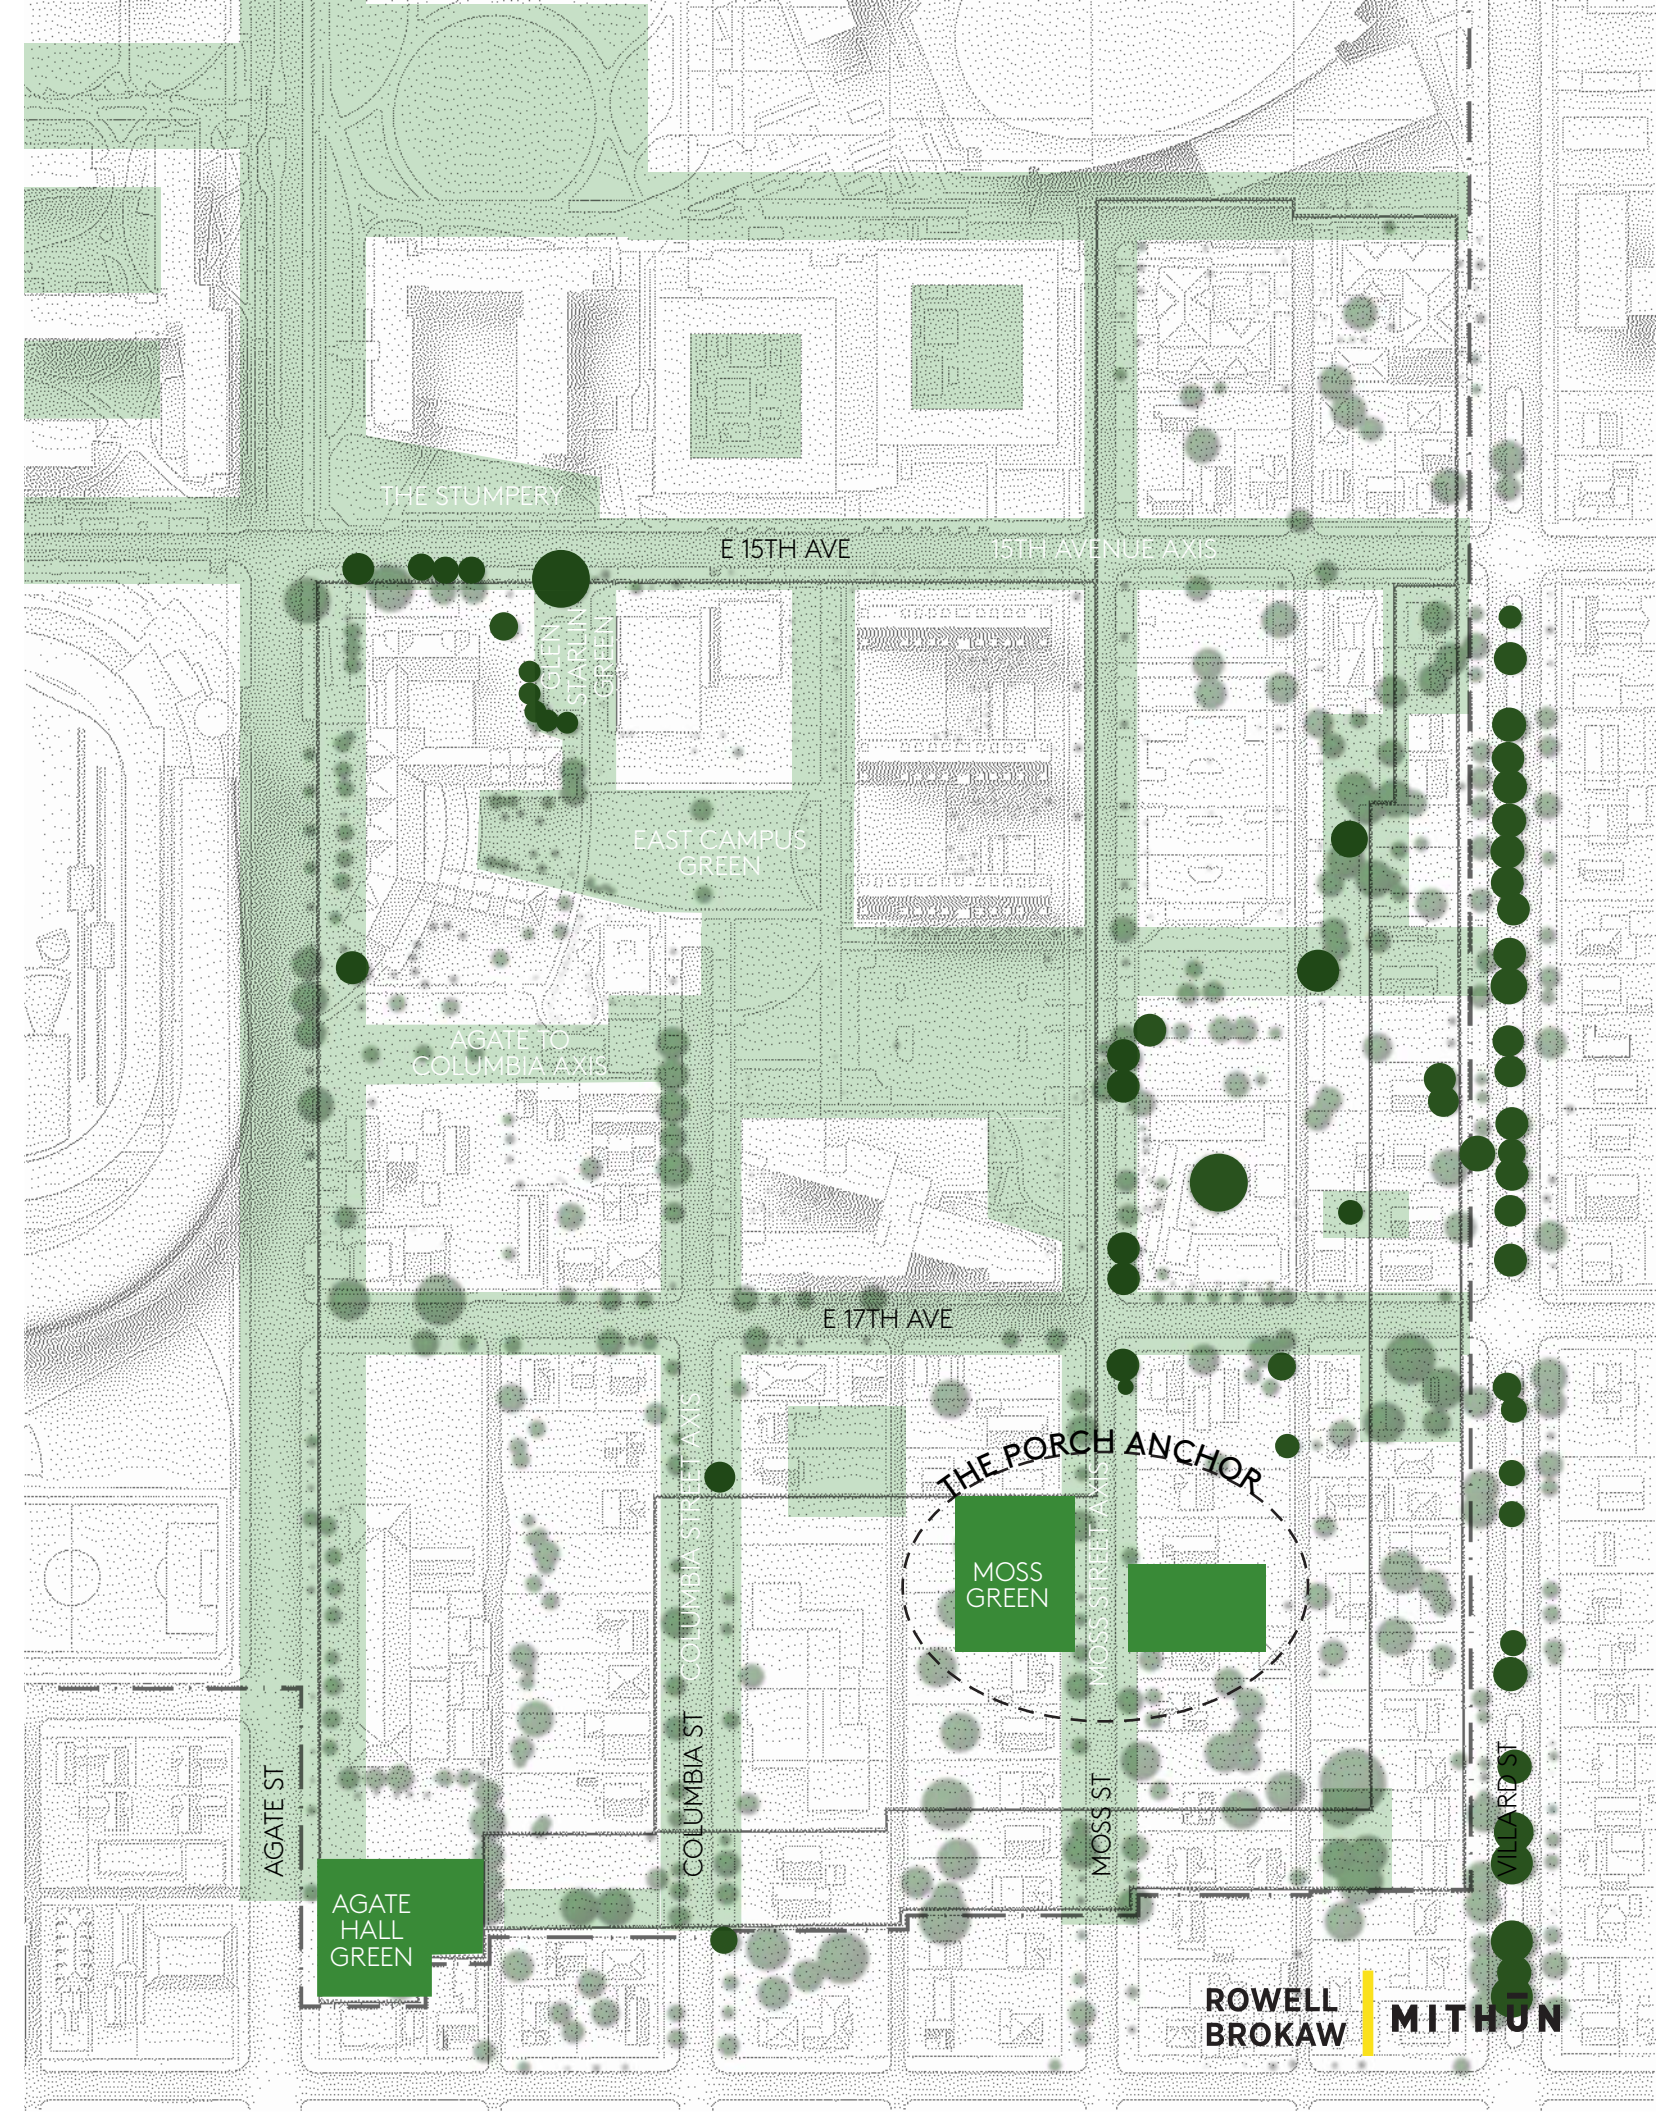 THE STUMPERY
E 15TH AVE
15TH AVENUE AXIS
GLEN
STARLIN
GREEN
EAST CAMPUS
GREEN
AGATE TO
COLUMBIA AXIS
E 17TH AVE
COLUMBIA STREET AXIS
THE PORCH ANCHOR
MOSS
GREEN
MOSS STREET AXIS
AGATE ST
COLUMBIA ST
MOSS ST
VILLARD ST
AGATE
HALL
GREEN
ROWELL
BROKAW
MITHŪN